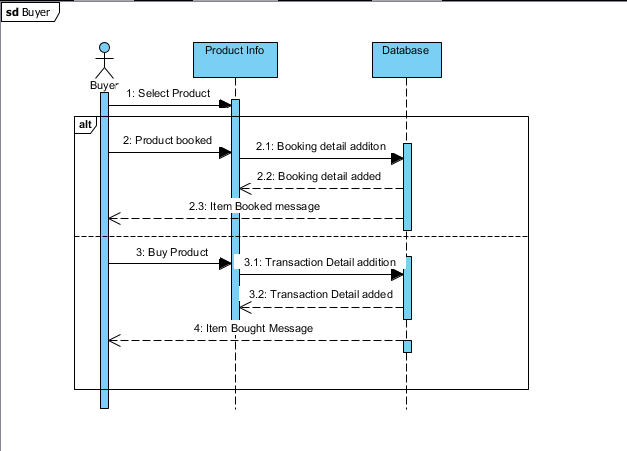 sd Buyer
Product Info
Database
Buyer
1: Select Product
alt
2: Product booked
2.1: Booking detail additon
2.2: Booking detail added
2.3: Item Booked message
3: Buy Product
3.1: Transaction Detail addition
3.2: Transaction Detail added
4: Item Bought Message